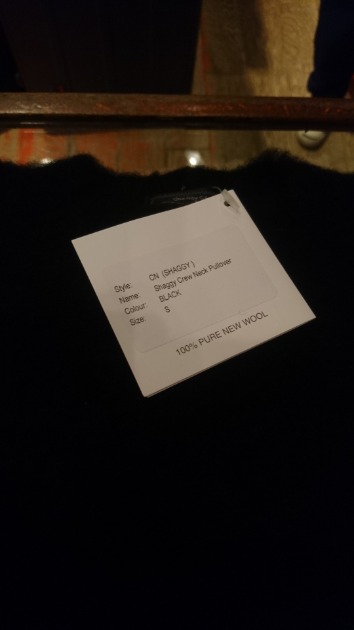 Style: CN (SHAGGY)
Name: Shaggy Crew Neck Pullover
Colour: BLACK
Size: S
100% PURE NEW WOOL